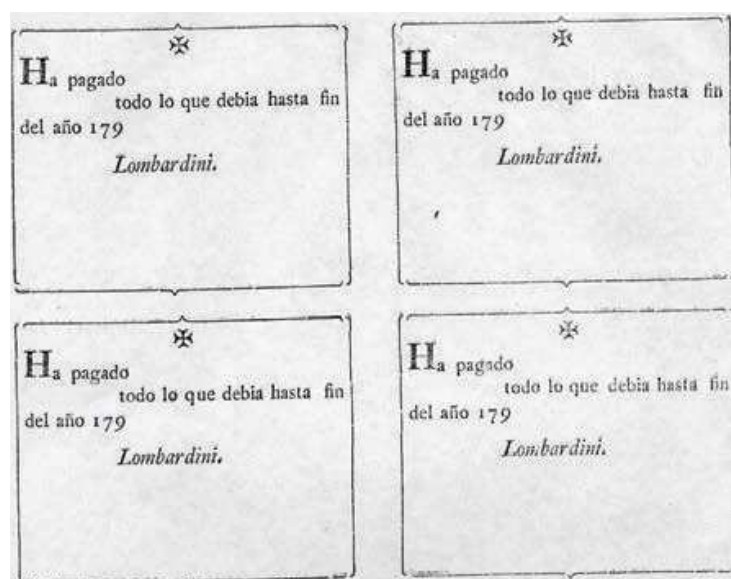 ✠
Ha pagado
todo lo que debia hasta fin
del año 179
Lombardini.
✠
Ha pagado
todo lo que debia hasta fin
del año 179
Lombardini.
✠
Ha pagado
todo lo que debia hasta fin
del año 179
Lombardini.
✠
Ha pagado
todo lo que debia hasta fin
del año 179
Lombardini.